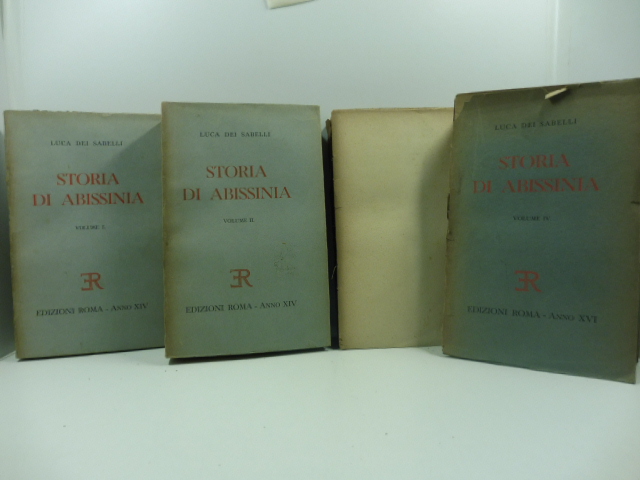 LUCA DEI SABELLI
STORIA
DI ABISSINIA
VOLUME I.
ER
EDIZIONI ROMA - ANNO XIV
LUCA DEI SABELLI
STORIA
DI ABISSINIA
VOLUME II.
ER
EDIZIONI ROMA - ANNO XIV
LUCA DEI SABELLI
STORIA
DI ABISSINIA
VOLUME IV.
ER
EDIZIONI ROMA - ANNO XVI